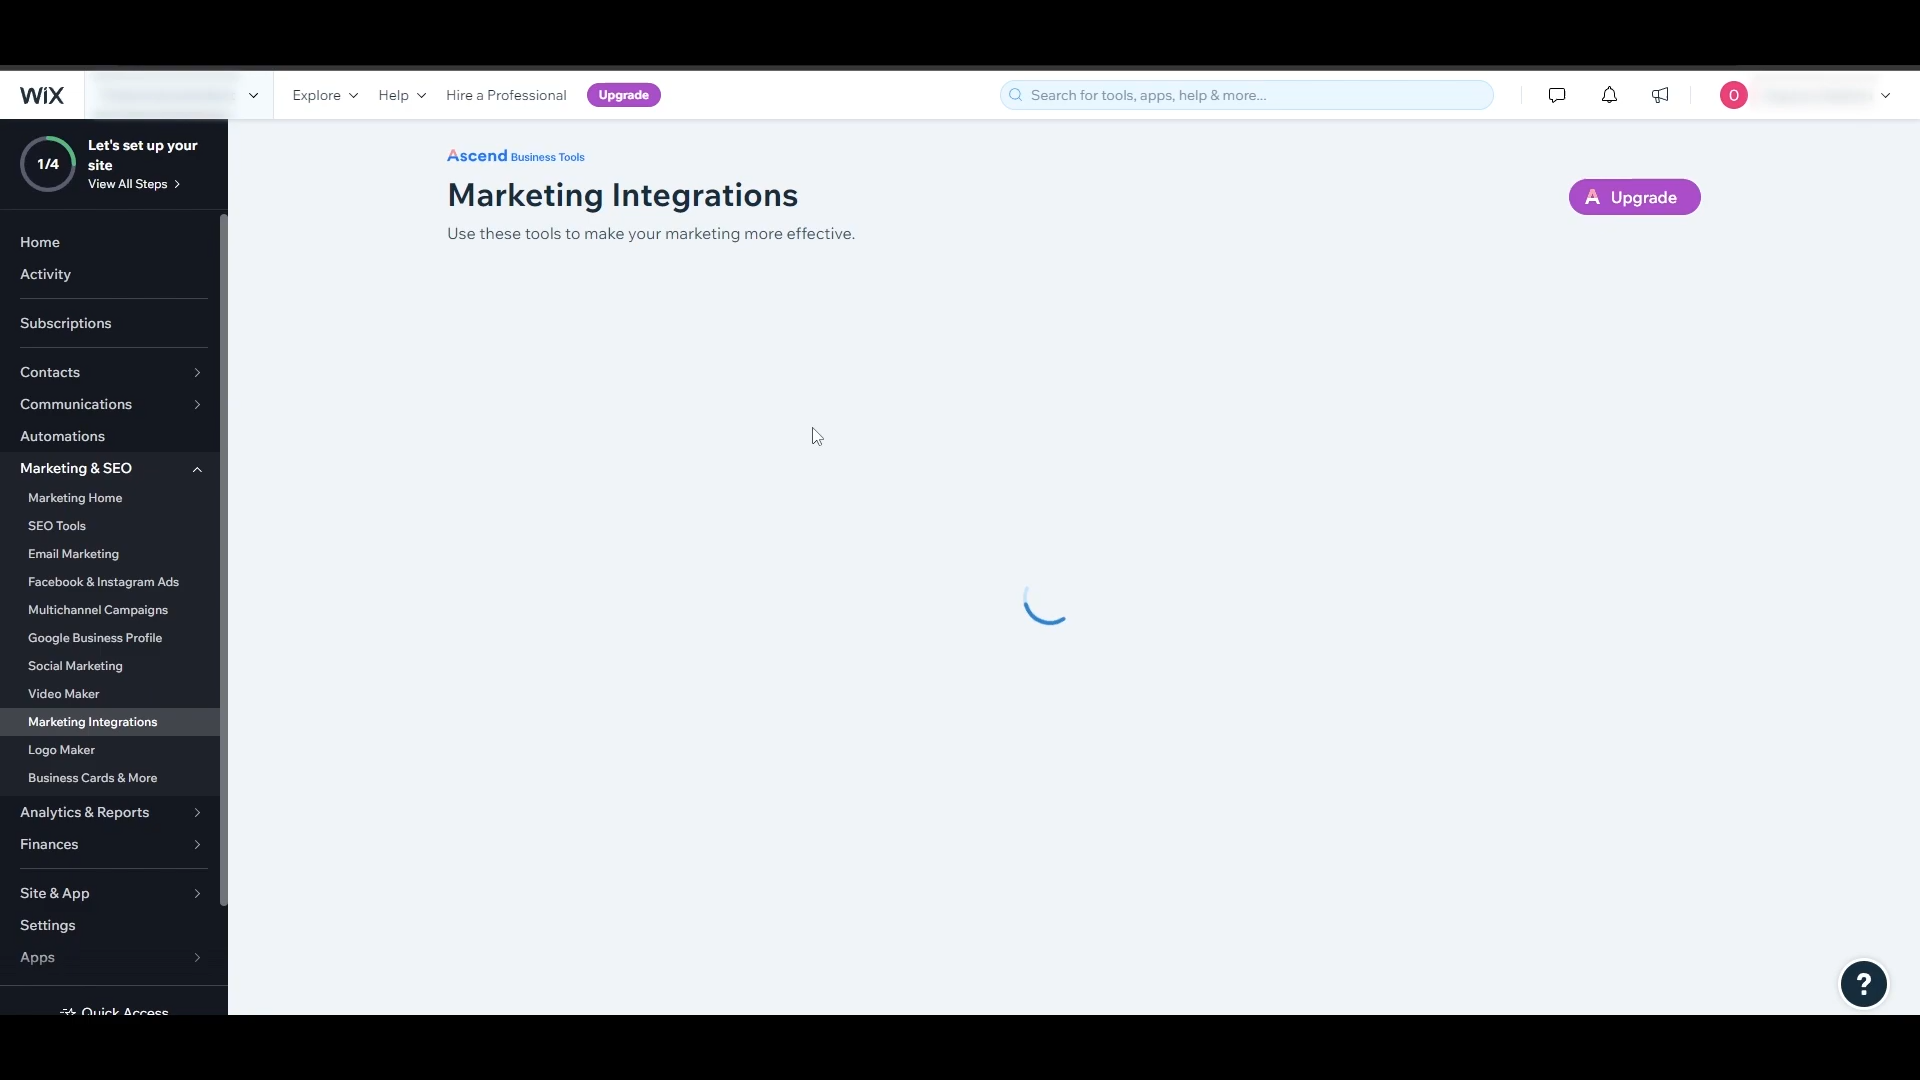 WIX
Explore
Help
Hire a Professional
Upgrade
Search for tools, apps, help & more...
O
1/4
Let's set up your
site
View All Steps
Home
Activity
Subscriptions
Contacts
Communications
Automations
Marketing & SEO
Marketing Home
SEO Tools
Email Marketing
Facebook & Instagram Ads
Multichannel Campaigns
Google Business Profile
Social Marketing
Video Maker
Marketing Integrations
Logo Maker
Business Cards & More
Analytics & Reports
Finances
Site & App
Settings
Apps
Quick Access
Ascend Business Tools
Marketing Integrations
Use these tools to make your marketing more effective.
A Upgrade
?